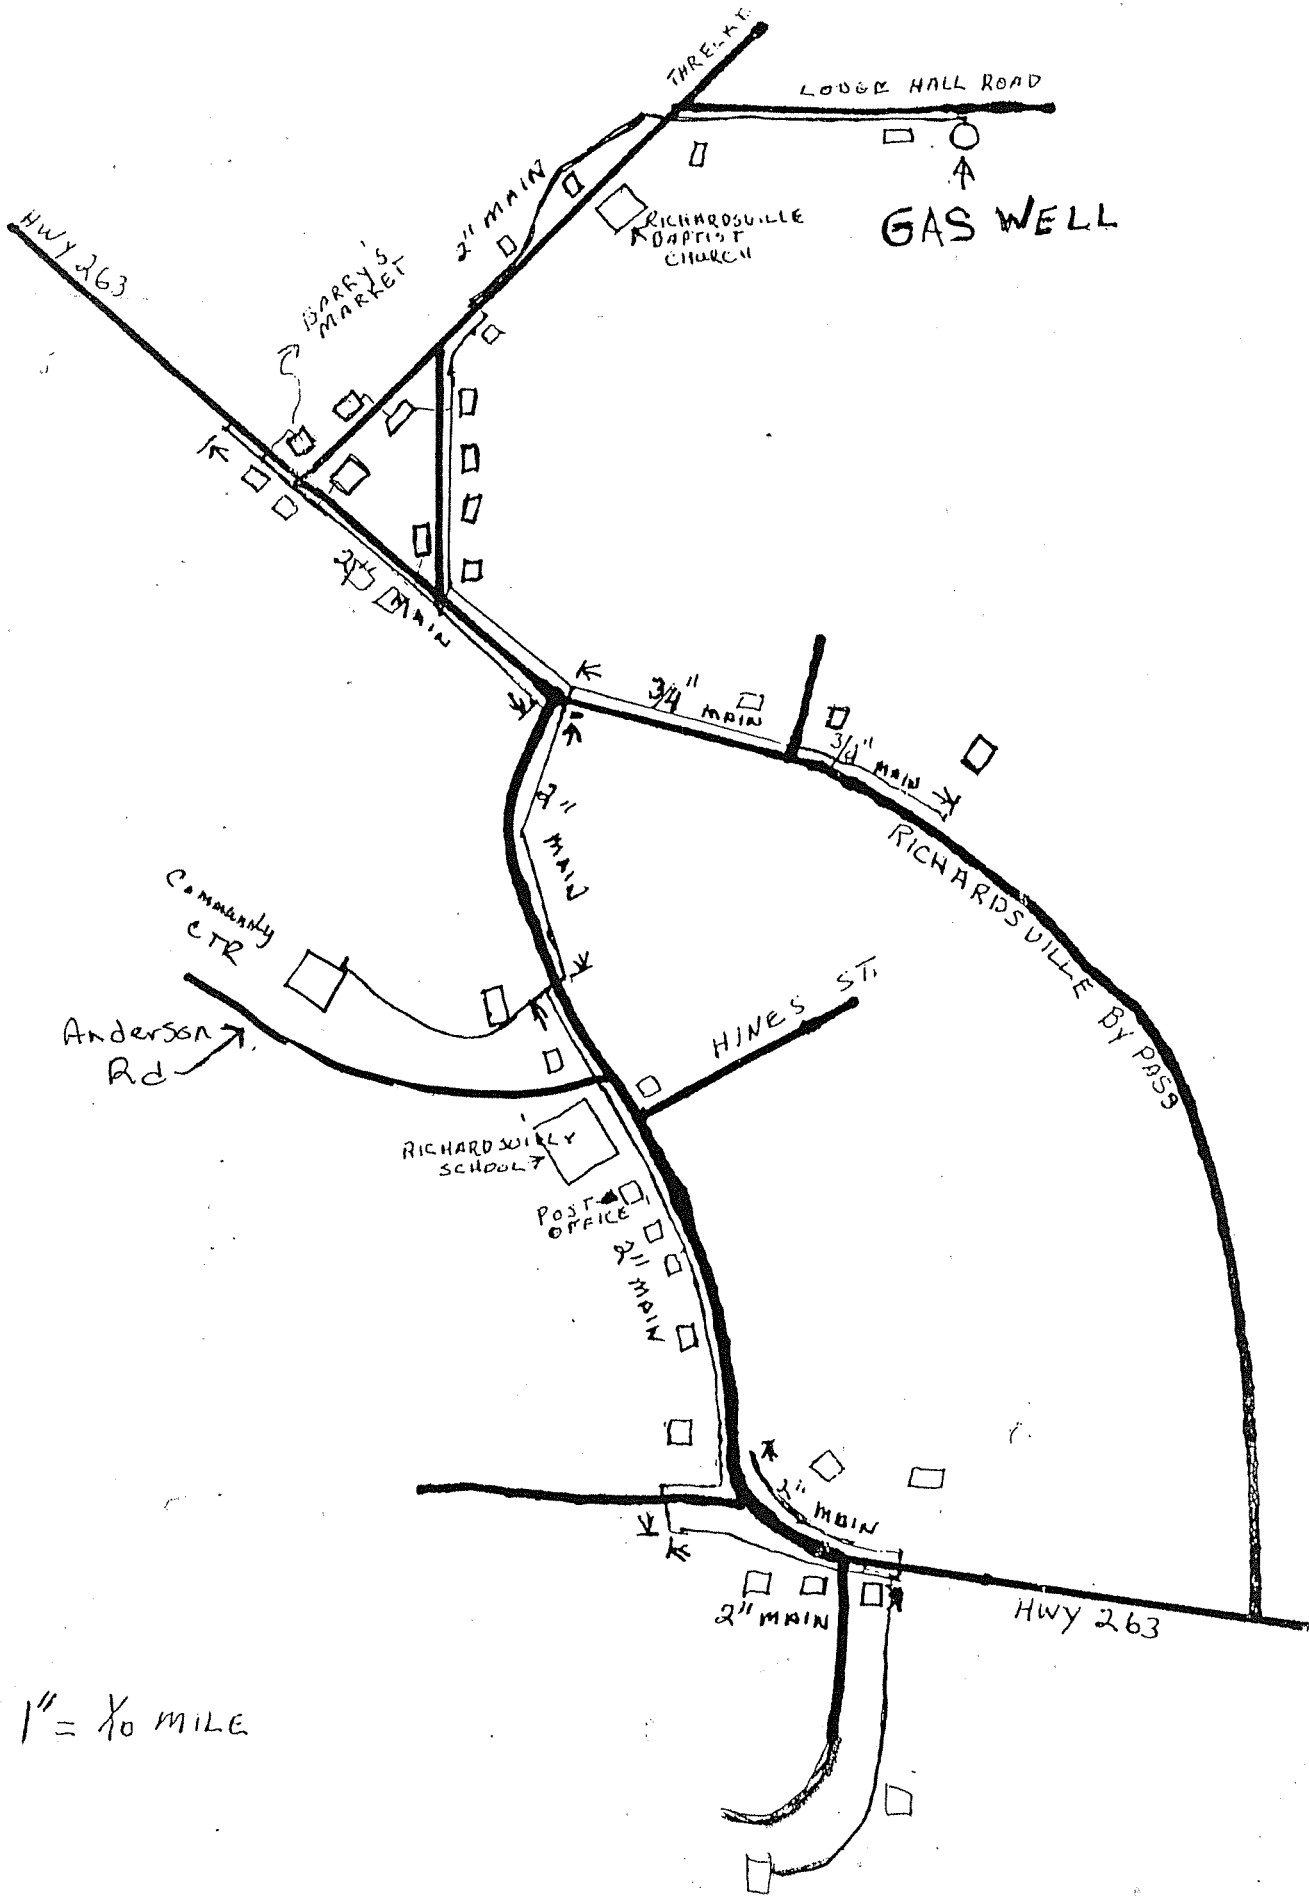 THRELK
LODGE HALL ROAD
GAS WELL
2" MAIN
RICHARDSVILLE
BAPTIST
CHURCH
HWY 263
BARRY'S
MARKET
2" MAIN
3/4" MAIN
3/4" MAIN
RICHARDSVILLE BY PASS
2" MAIN
Community
CTR
Anderson
Rd
HINES ST.
RICHARDSVILLY
SCHOOL
POST
OFFICE
2" MAIN
2" MAIN
2" MAIN
HWY 263
1" = 1/10 MILE